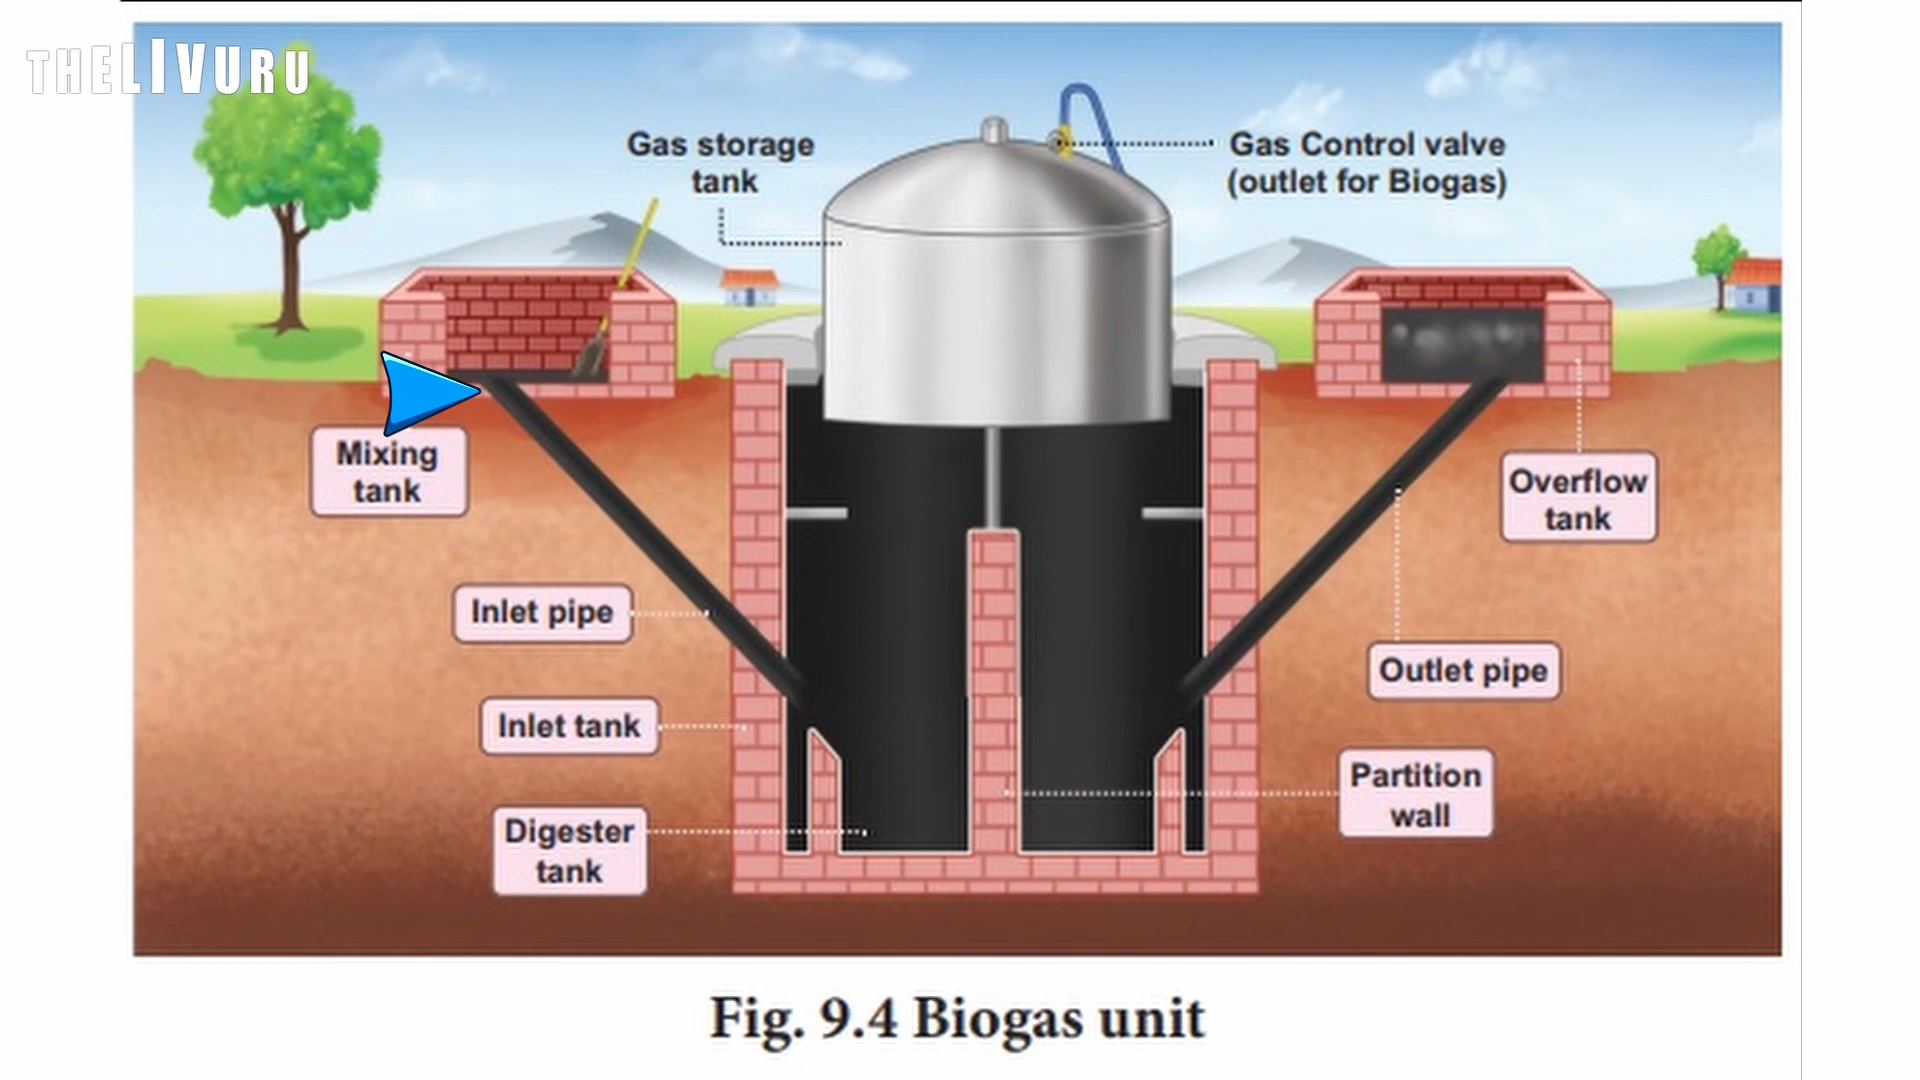 THELIVURU
Gas storage
tank
Gas Control valve
(outlet for Biogas)
Mixing
tank
Overflow
tank
Inlet pipe
Outlet pipe
Inlet tank
Partition
wall
Digester
tank
Fig. 9.4 Biogas unit